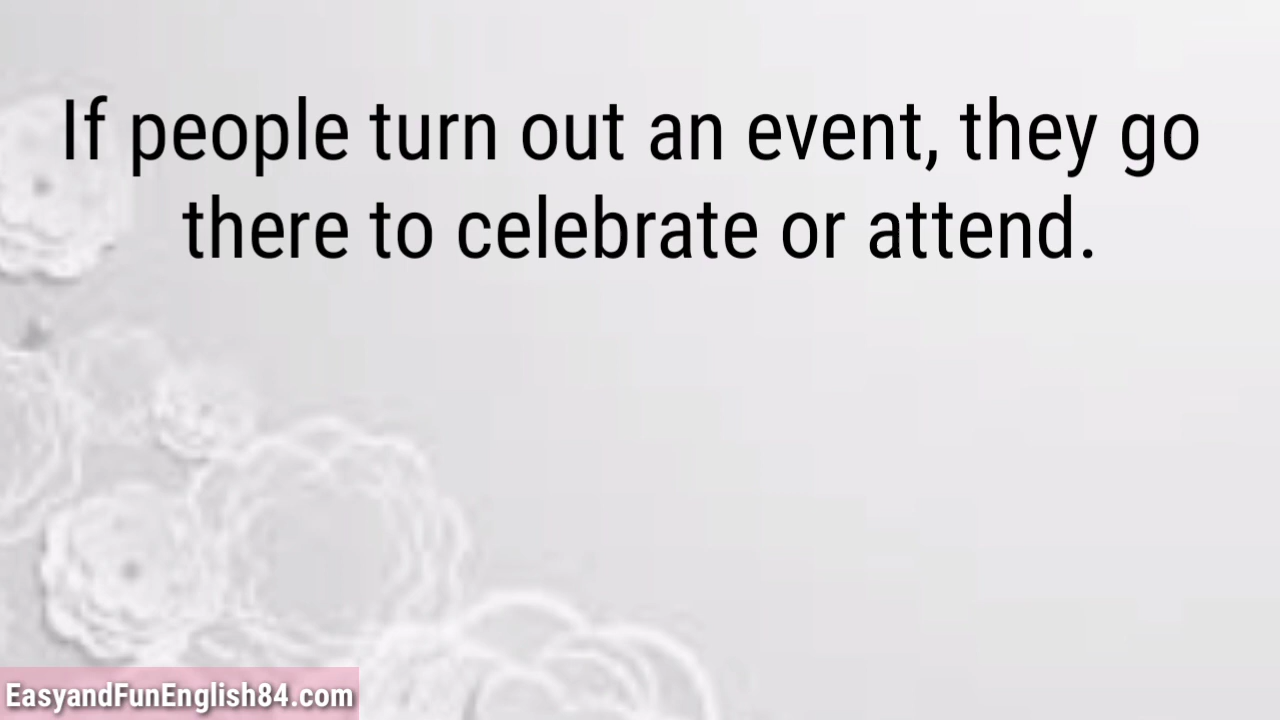 If people turn out an event, they go
there to celebrate or attend.
EasyandFunEnglish84.com